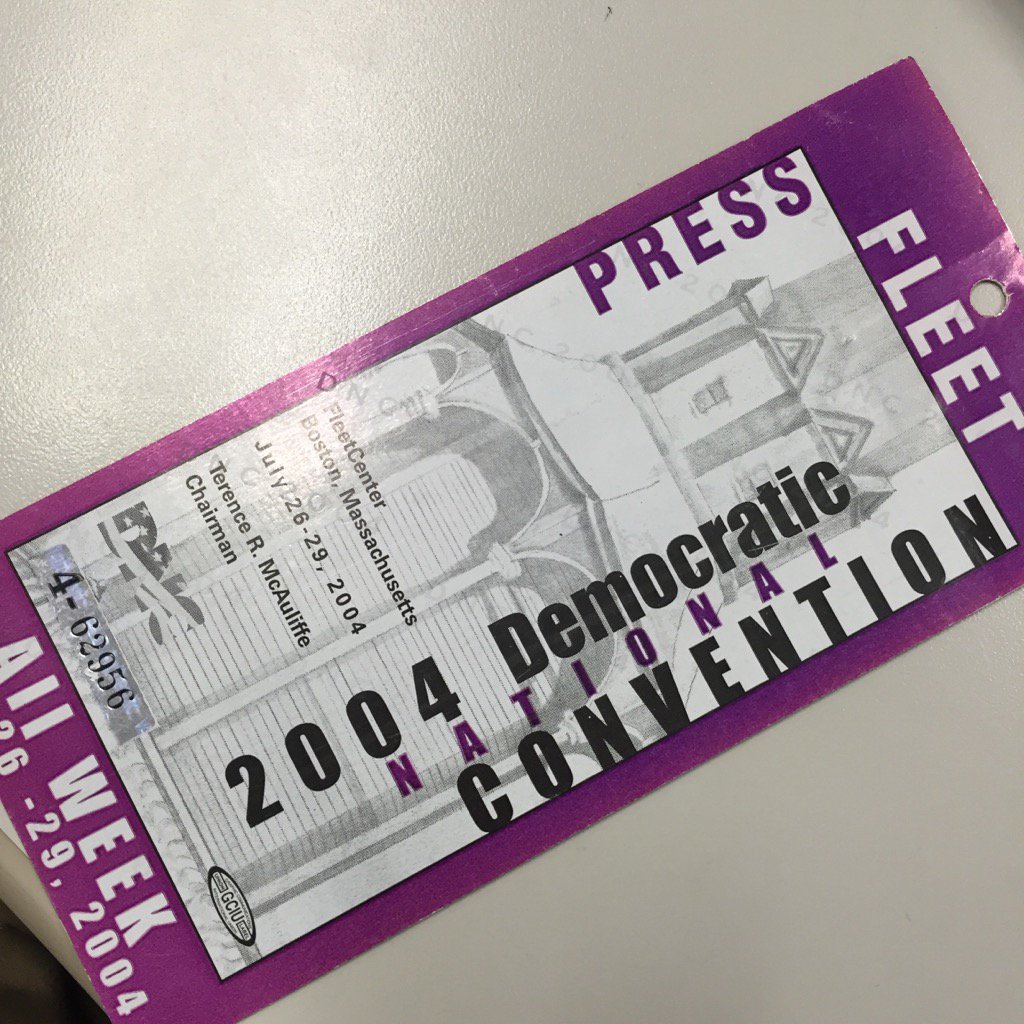 FLEET
PRESS
2004 Democratic
NATIONAL
CONVENTION
FleetCenter
Boston, Massachusetts
July 26-29, 2004
Terence R. McAuliffe
Chairman
4-62956
GCIU
All WEEK
26 -29, 2004